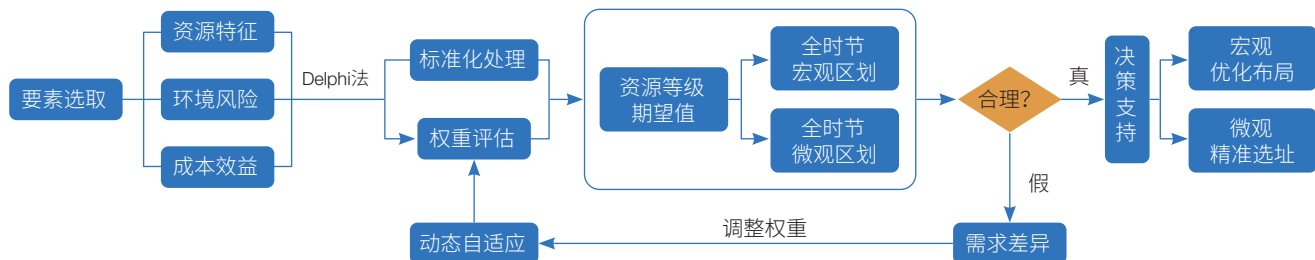 要素选取
资源特征
环境风险
成本效益
Delphi法
标准化处理
权重评估
资源等级
期望值
全时节
宏观区划
全时节
微观区划
合理？
真
假
决策支持
宏观
优化布局
微观
精准选址
需求差异
调整权重
动态自适应